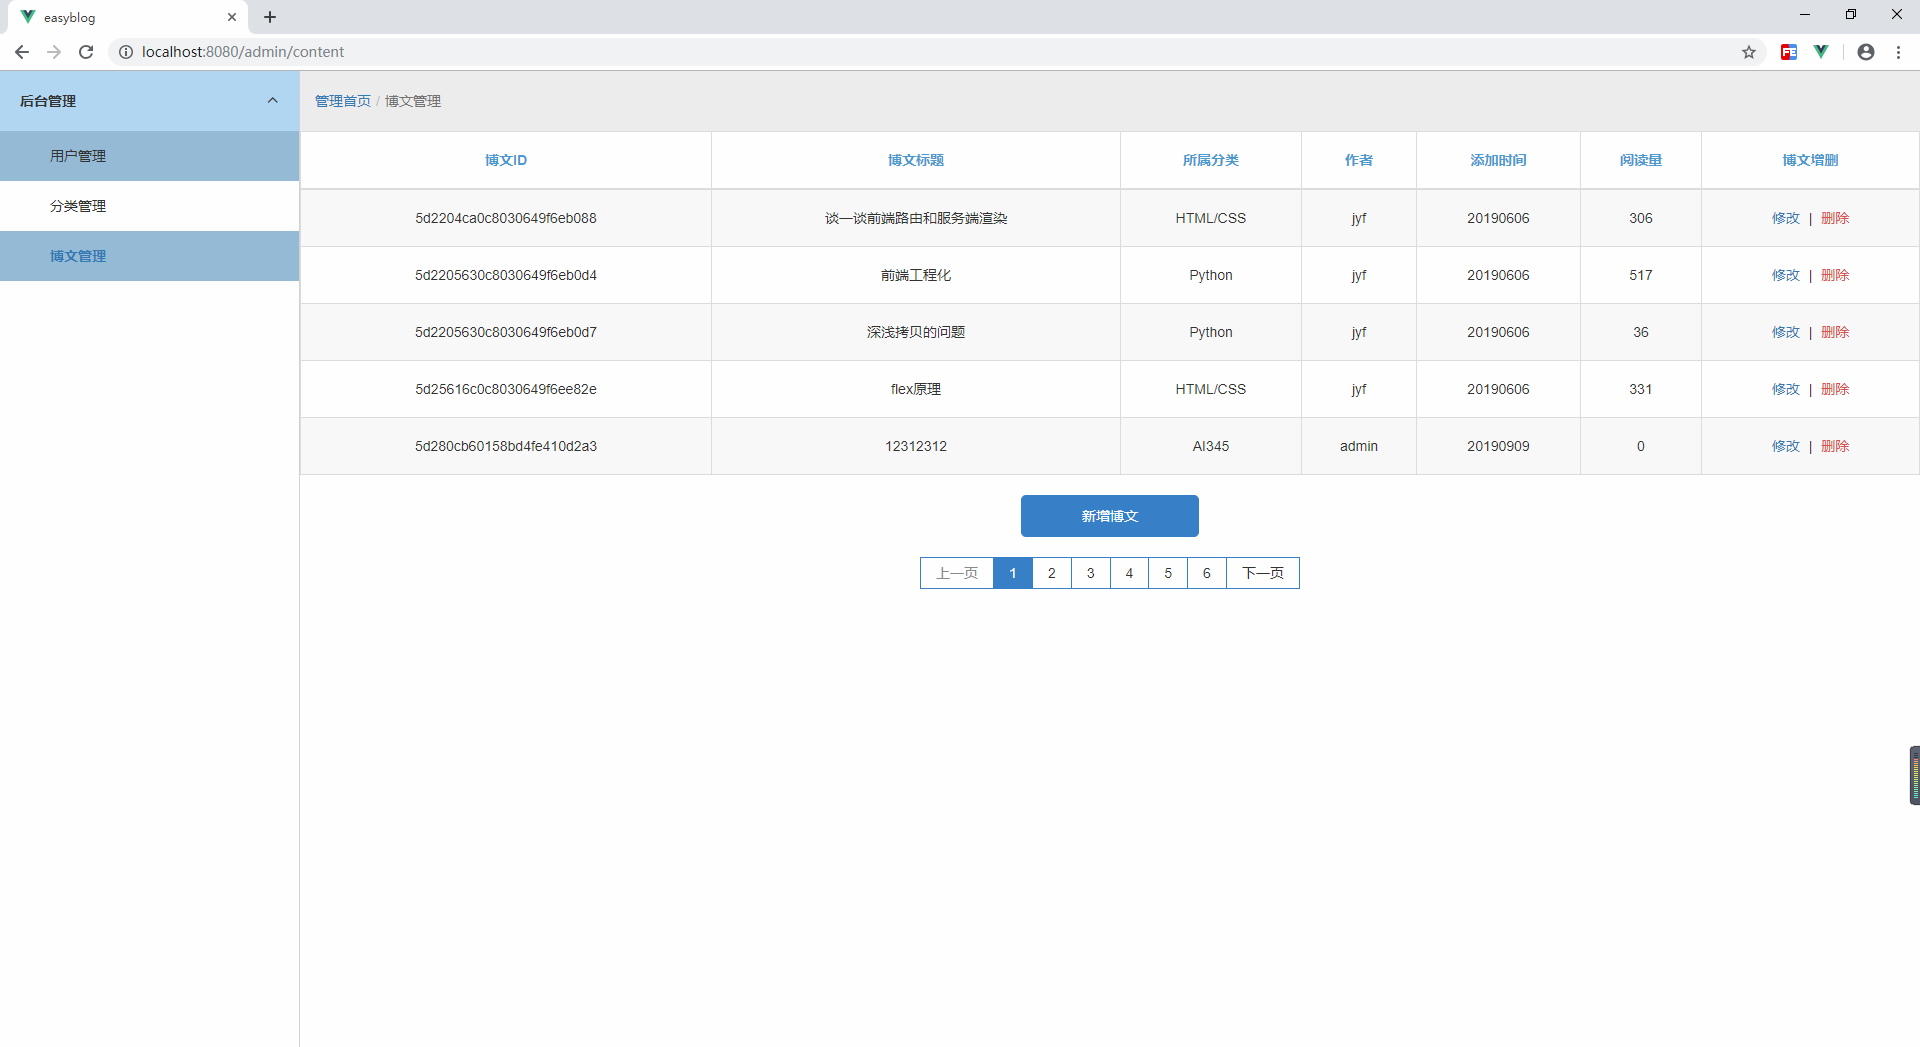 easyblog
localhost:8080/admin/content
后台管理
用户管理
分类管理
博文管理
管理首页 / 博文管理
博文ID 博文标题 所属分类 作者 添加时间 阅读量 博文增删
5d2204ca0c8030649f6eb088 谈一谈前端路由和服务端渲染 HTML/CSS jyf 20190606 306 修改 | 删除
5d2205630c8030649f6eb0d4 前端工程化 Python jyf 20190606 517 修改 | 删除
5d2205630c8030649f6eb0d7 深浅拷贝的问题 Python jyf 20190606 36 修改 | 删除
5d25616c0c8030649f6ee82e flex原理 HTML/CSS jyf 20190606 331 修改 | 删除
5d280cb60158bd4fe410d2a3 12312312 AI345 admin 20190909 0 修改 | 删除
新增博文
上一页 1 2 3 4 5 6 下一页
FE